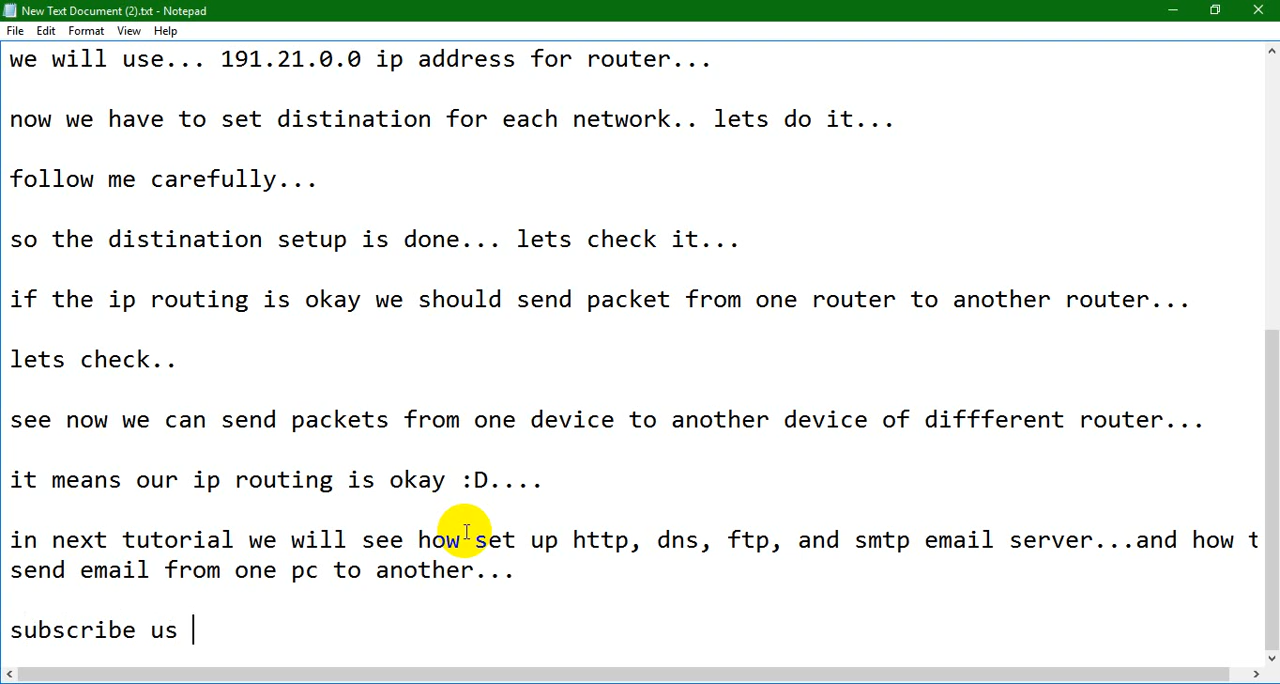 New Text Document (2).txt - Notepad
File Edit Format View Help
we will use... 191.21.0.0 ip address for router...
now we have to set distination for each network.. lets do it...
follow me carefully...
so the distination setup is done... lets check it...
if the ip routing is okay we should send packet from one router to another router...
lets check..
see now we can send packets from one device to another device of diffferent router...
it means our ip routing is okay :D....
in next tutorial we will see how set up http, dns, ftp, and smtp email server...and how t
send email from one pc to another...
subscribe us